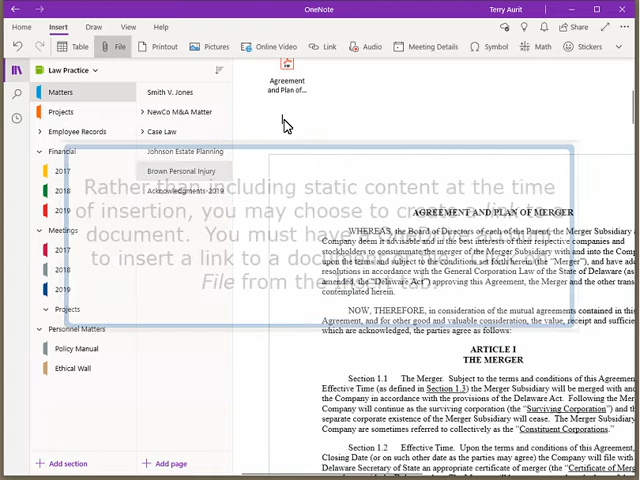 OneNote
Terry Aurit
Home Insert Draw View Help Share
Table File Printout Pictures Online Video Link Audio Meeting Details Symbol Math Stickers
Law Practice
Matters
Projects
Employee Records
Financial
2017
2018
2019
Meetings
2017
2018
2019
Projects
Personnel Matters
Policy Manual
Ethical Wall
Add section
Smith V. Jones
NewCo M&A Matter
Case Law
Johnson Estate Planning
Brown Personal Injury
Acknowledgments-2019
Add page
Agreement
and Plan of...
Rather than including static content at the time
of insertion, you may choose to create a link to a
document. You must have
to insert a link to a
File from the Insert tab
AGREEMENT AND PLAN OF MERGER
WHEREAS, the Board of Directors of each of the Parent, the Merger Subsidiary
Company deem it advisable and in the best interests of their respective companies and
stockholders to consummate the merger of the Merger Subsidiary with and into the Comp
upon the terms and subject to the conditions set forth herein (the "Merger"), and have ad
resolutions in accordance with the General Corporation Law of the State of Delaware (as
amended, the "Delaware Act") approving this Agreement, the Merger and the other trans
contemplated herein.
NOW, THEREFORE, in consideration of the mutual agreements contained in this
Agreement, and for other good and valuable consideration, the value, receipt and sufficie
which are acknowledged, the parties agree as follows:
ARTICLE I
THE MERGER
Section 1.1 The Merger. Subject to the terms and conditions of this Agreemen
Effective Time (as defined in Section 1.3) the Merger Subsidiary will be merged with and
the Company in accordance with the provisions of the Delaware Act. Following the Mer
Company will continue as the surviving corporation (the "Surviving Corporation") and th
separate corporate existence of the Merger Subsidiary will cease. The Merger Subsidiary
Company are sometimes referred to collectively as the "Constituent Corporations."
Section 1.2 Effective Time. Upon the terms and conditions of this Agreement,
Closing Date (or on such other date as the parties may agree) the Company will file with
Delaware Secretary of State an appropriate certificate of merger (the "Certificate of Merg